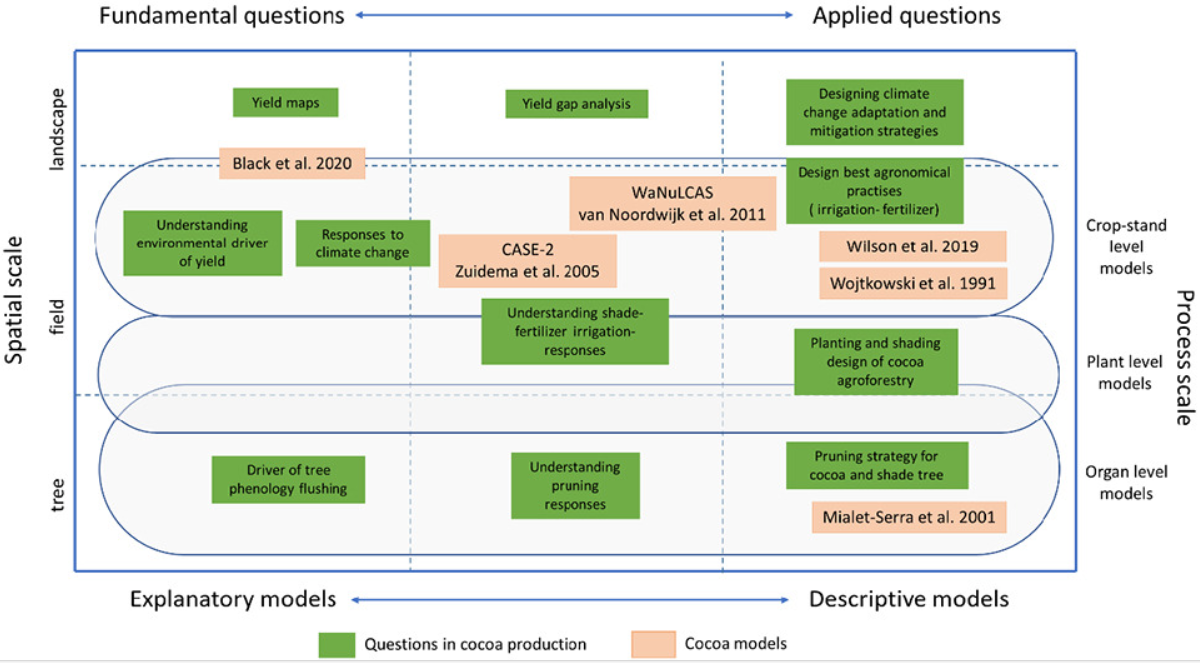 Fundamental questions
Applied questions
Spatial scale
landscape
field
tree
Yield maps
Yield gap analysis
Designing climate
change adaptation and
mitigation strategies
Black et al. 2020
WaNuLCAS
van Noordwijk et al. 2011
Design best agronomical
practises
( irrigation- fertilizer)
Understanding
environmental driver
of yield
Responses to
climate change
CASE-2
Zuidema et al. 2005
Wilson et al. 2019
Wojtkowski et al. 1991
Crop-stand
level
models
Understanding shade-
fertilizer irrigation-
responses
Planting and shading
design of cocoa
agroforestry
Plant level
models
Process scale
Driver of tree
phenology flushing
Understanding
pruning
responses
Pruning strategy for
cocoa and shade tree
Mialet-Serra et al. 2001
Organ level
models
Explanatory models
Descriptive models
Questions in cocoa production
Cocoa models